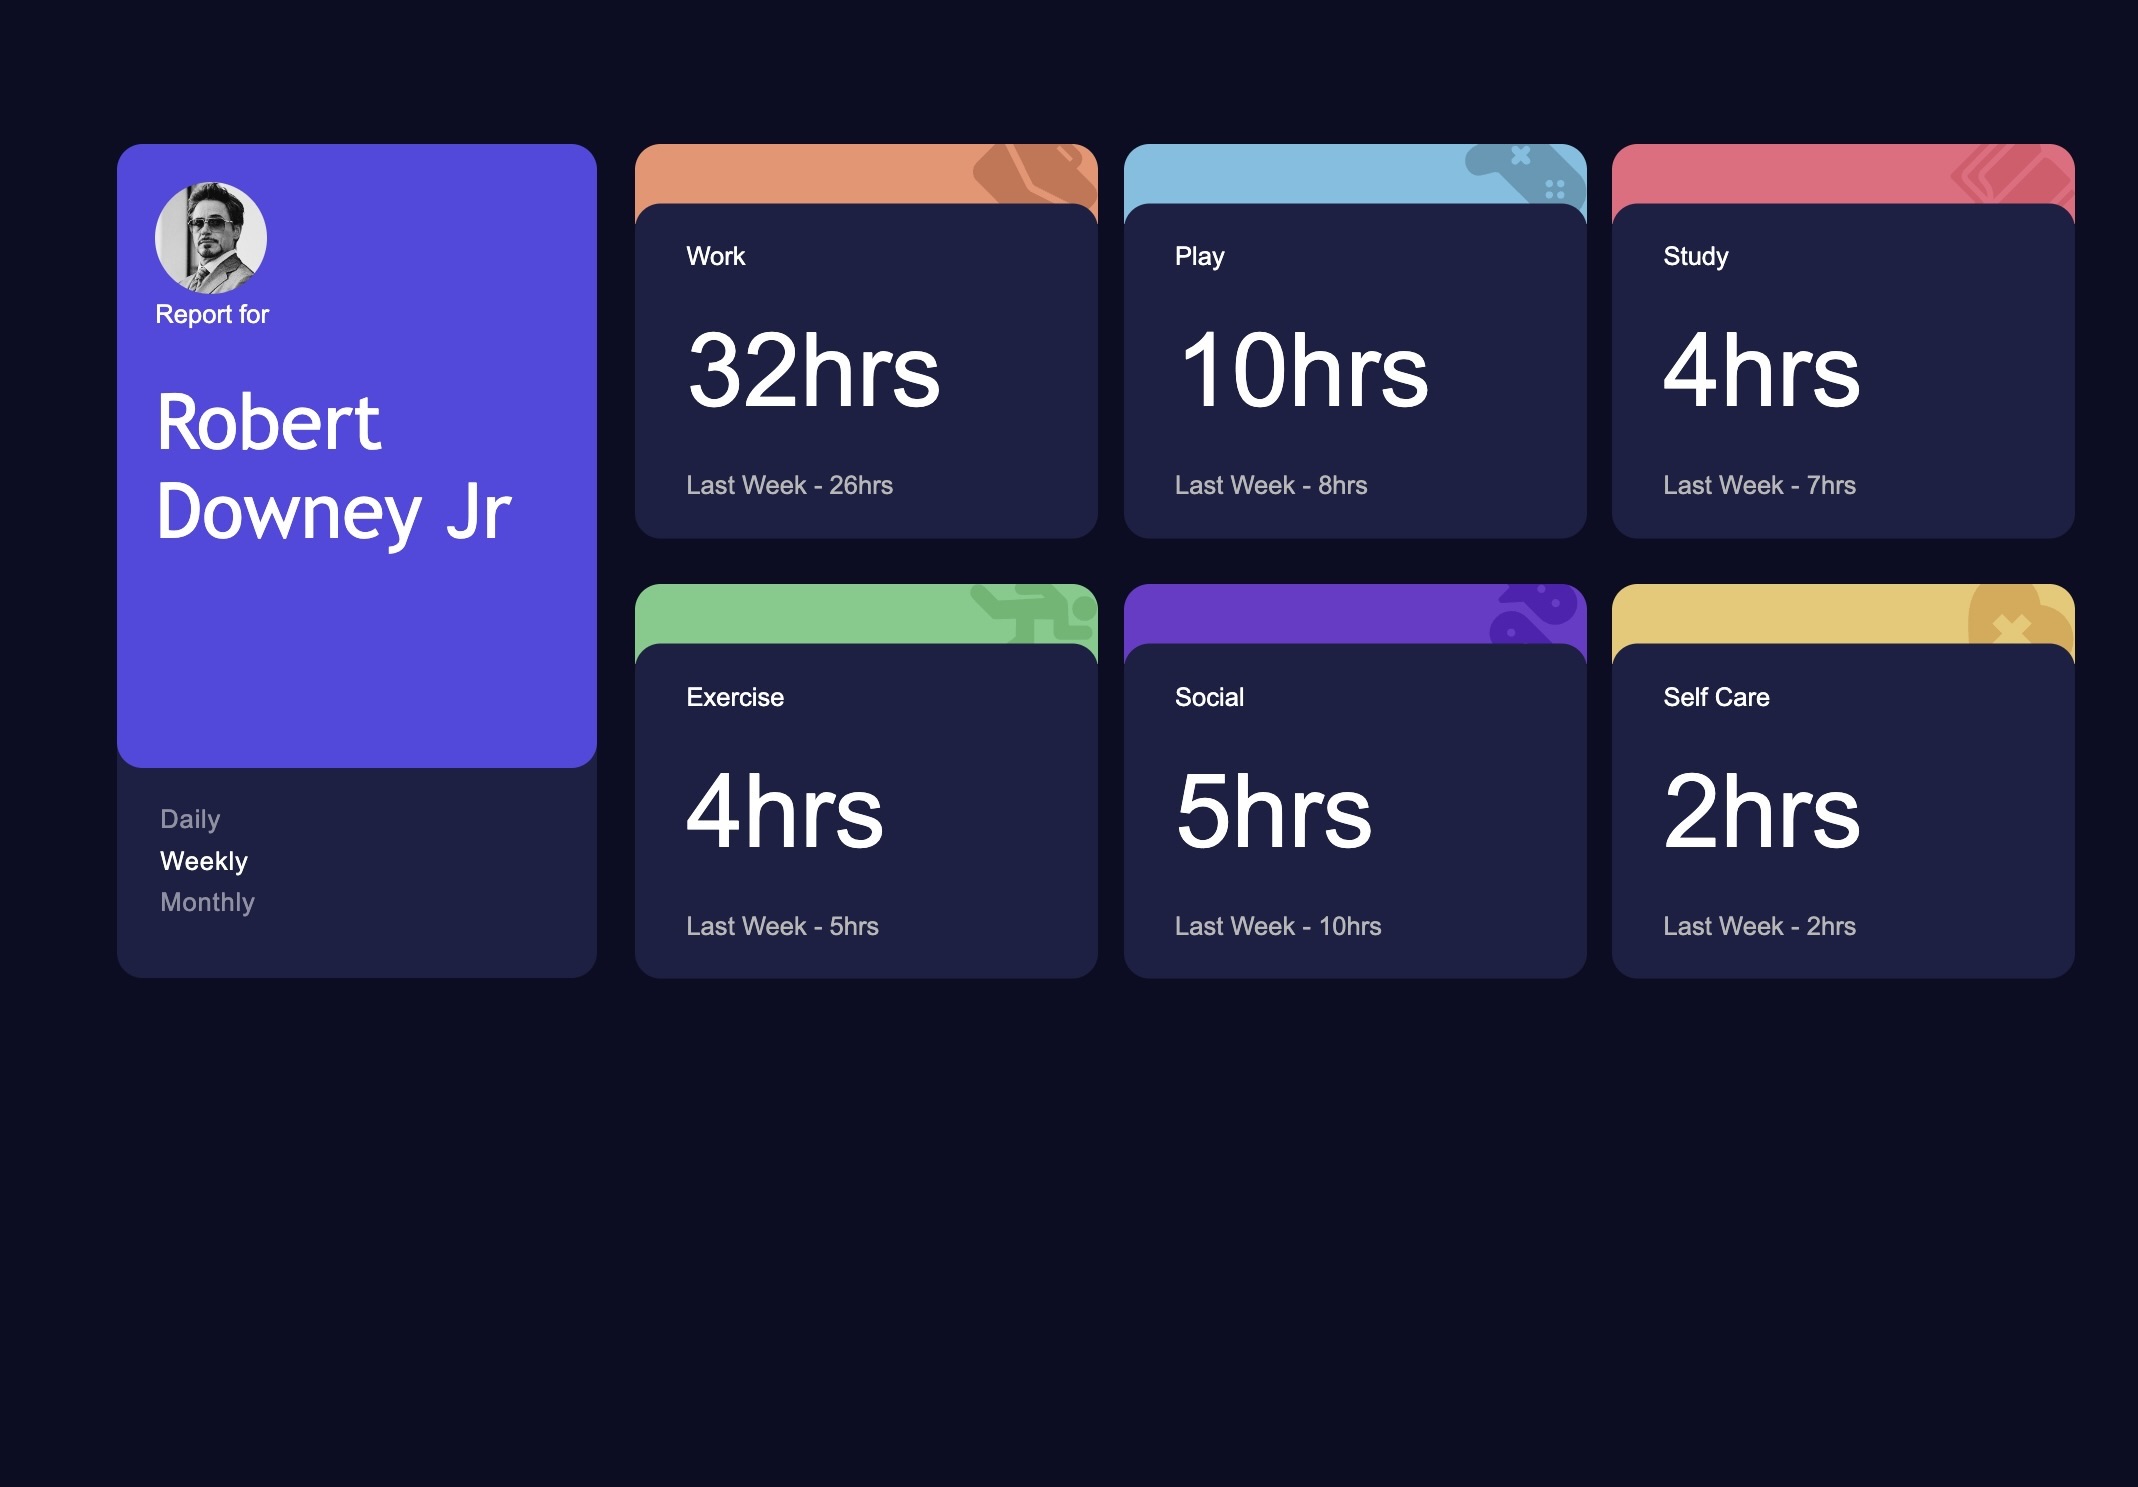 Report for
Robert
Downey Jr
Daily
Weekly
Monthly
Work
32hrs
Last Week - 26hrs
Play
10hrs
Last Week - 8hrs
Study
4hrs
Last Week - 7hrs
Exercise
4hrs
Last Week - 5hrs
Social
5hrs
Last Week - 10hrs
Self Care
2hrs
Last Week - 2hrs